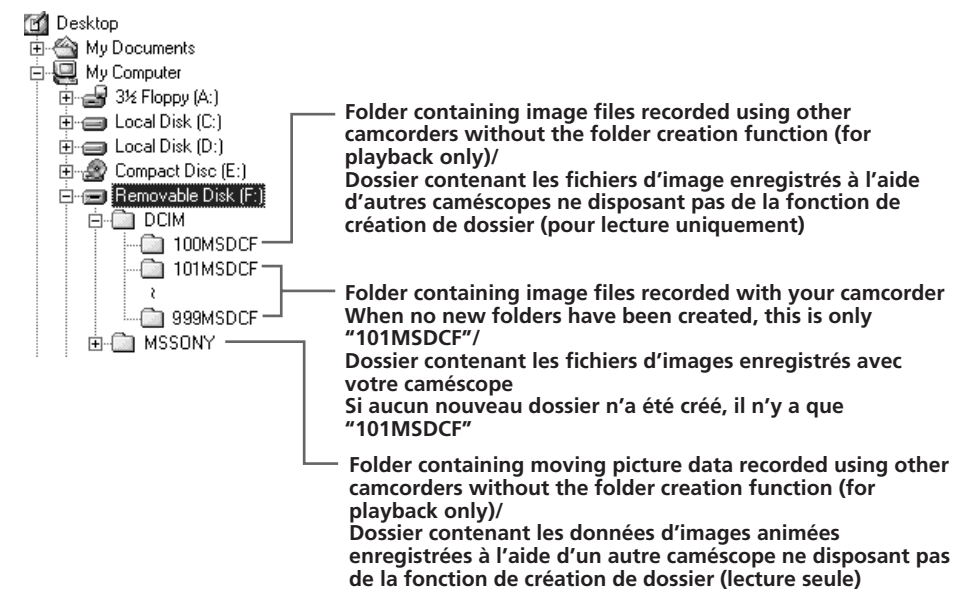 Desktop
My Documents
My Computer
3½ Floppy (A:)
Local Disk (C:)
Local Disk (D:)
Compact Disc (E:)
Removable Disk (F:)
DCIM
100MSDCF
101MSDCF
~
999MSDCF
MSSONY
Folder containing image files recorded using other
camcorders without the folder creation function (for
playback only)/
Dossier contenant les fichiers d’image enregistrés à l’aide
d’autres caméscopes ne disposant pas de la fonction de
création de dossier (pour lecture uniquement)
Folder containing image files recorded with your camcorder
When no new folders have been created, this is only
“101MSDCF”/
Dossier contenant les fichiers d’images enregistrés avec
votre caméscope
Si aucun nouveau dossier n’a été créé, il n’y a que
“101MSDCF”
Folder containing moving picture data recorded using other
camcorders without the folder creation function (for
playback only)/
Dossier contenant les données d’images animées
enregistrées à l’aide d’un autre caméscope ne disposant pas
de la fonction de création de dossier (lecture seule)